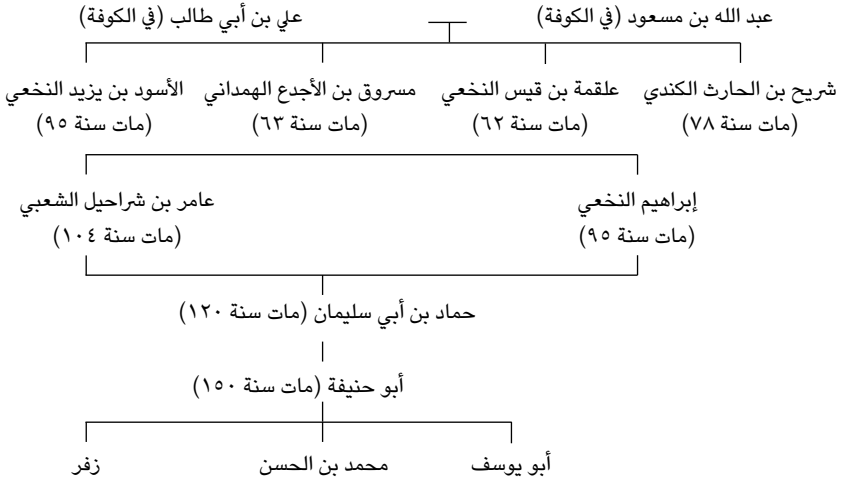 عبد الله بن مسعود (في الكوفة) علي بن أبي طالب (في الكوفة)
شريح بن الحارث الكندي علقمة بن قيس النخعي مسروق بن الأجدع الهمداني الأسود بن يزيد النخعي
(مات سنة ٧٨) (مات سنة ٦٢) (مات سنة ٦٣) (مات سنة ٩٥)
إبراهيم النخعي عامر بن شراحيل الشعبي
(مات سنة ٩٥) (مات سنة ١٠٤)
حماد بن أبي سليمان (مات سنة ١٢٠)
أبو حنيفة (مات سنة ١٥٠)
أبو يوسف محمد بن الحسن زفر